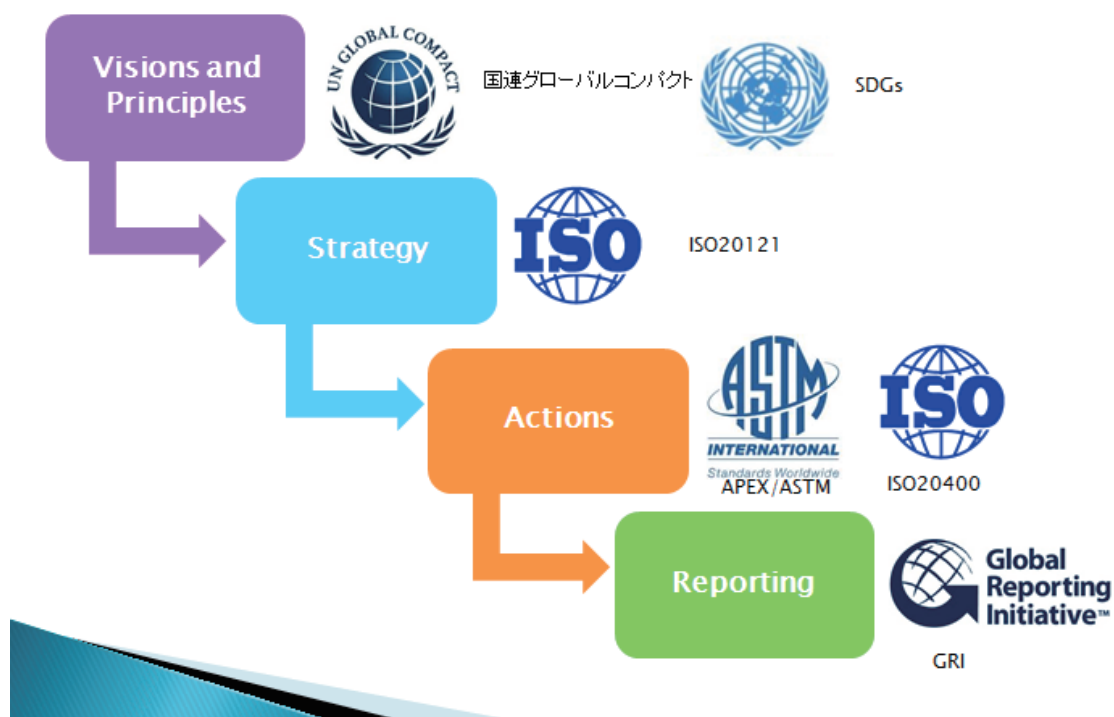 Visions and
Principles
UN GLOBAL COMPACT
国連グローバルコンパクト
SDGs
Strategy
ISO
ISO20121
Actions
ASTM
INTERNATIONAL
Standards Worldwide
APEX/ASTM
ISO
ISO20400
Reporting
Global
Reporting
Initiative™
GRI